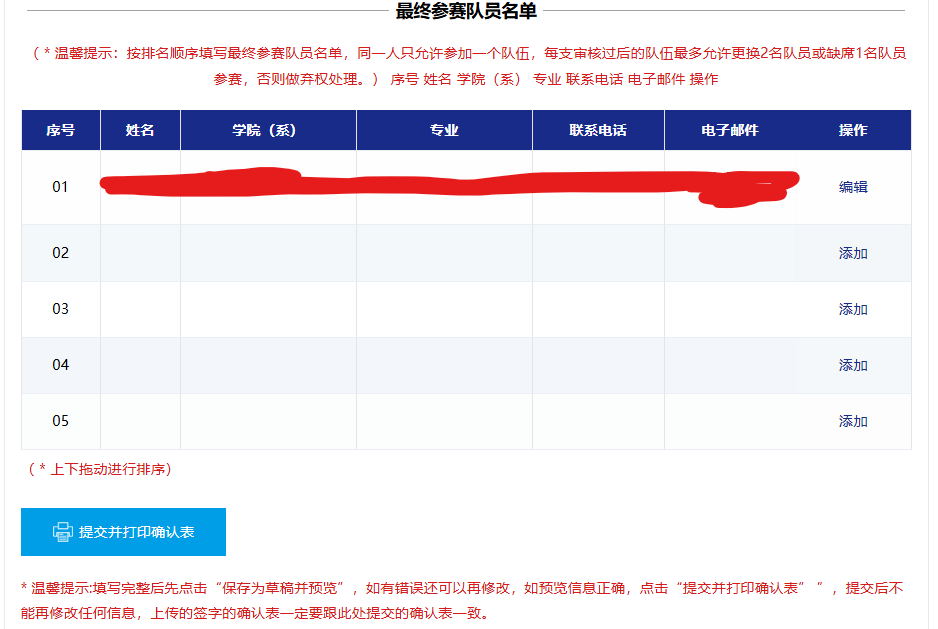 最终参赛队员名单
（ * 温馨提示：按排名顺序填写最终参赛队员名单，同一人只允许参加一个队伍，每支审核过后的队伍最多允许更换2名队员或缺席1名队员
参赛，否则做弃权处理。） 序号 姓名 学院（系） 专业 联系电话 电子邮件 操作
序号 姓名 学院（系） 专业 联系电话 电子邮件 操作
01 编辑
02 添加
03 添加
04 添加
05 添加
（ * 上下拖动进行排序）
提交并打印确认表
* 温馨提示:填写完整后先点击“保存为草稿并预览”，如有错误还可以再修改，如预览信息正确，点击“提交并打印确认表” ”，提交后不
能再修改任何信息，上传的签字的确认表一定要跟此处提交的确认表一致。